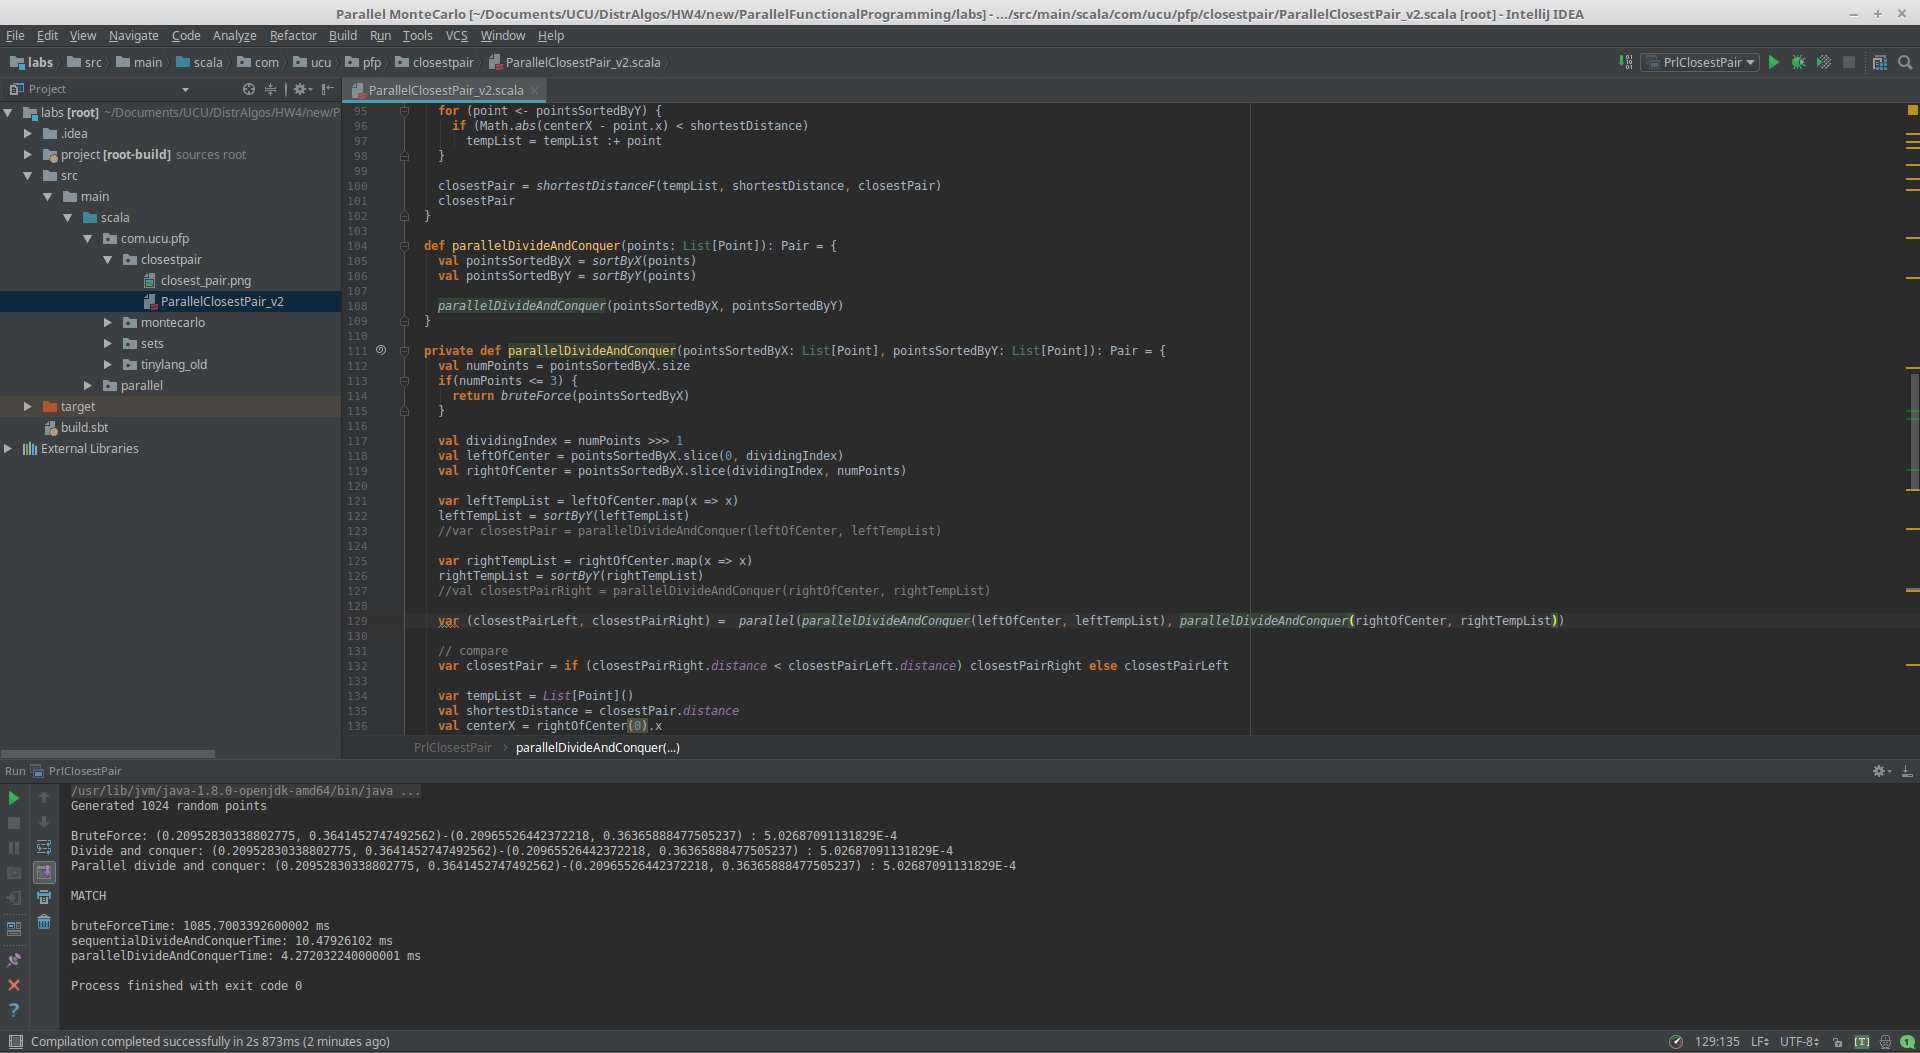 Parallel MonteCarlo [~/Documents/UCU/DistrAlgos/HW4/new/ParallelFunctionalProgramming/labs] - .../src/main/scala/com/ucu/pfp/closestpair/ParallelClosestPair_v2.scala [root] - IntelliJ IDEA
File Edit View Navigate Code Analyze Refactor Build Run Tools VCS Window Help
labs src main scala com ucu pfp closestpair ParallelClosestPair_v2.scala PrlClosestPair
Project
ParallelClosestPair_v2.scala
labs [root] ~/Documents/UCU/DistrAlgos/HW4/new/P
.idea
project [root-build] sources root
src
main
scala
com.ucu.pfp
closestpair
closest_pair.png
ParallelClosestPair_v2
montecarlo
sets
tinylang_old
parallel
target
build.sbt
External Libraries
95 for (point <- pointsSortedByY) {
96 if (Math.abs(centerX - point.x) < shortestDistance)
97 tempList = tempList :+ point
98 }
99
100 closestPair = shortestDistanceF(tempList, shortestDistance, closestPair)
101 closestPair
102 }
103
104 def parallelDivideAndConquer(points: List[Point]): Pair = {
105 val pointsSortedByX = sortByX(points)
106 val pointsSortedByY = sortByY(points)
107
108 parallelDivideAndConquer(pointsSortedByX, pointsSortedByY)
109 }
110
111 private def parallelDivideAndConquer(pointsSortedByX: List[Point], pointsSortedByY: List[Point]): Pair = {
112 val numPoints = pointsSortedByX.size
113 if(numPoints <= 3) {
114 return bruteForce(pointsSortedByX)
115 }
116
117 val dividingIndex = numPoints >>> 1
118 val leftOfCenter = pointsSortedByX.slice(0, dividingIndex)
119 val rightOfCenter = pointsSortedByX.slice(dividingIndex, numPoints)
120
121 var leftTempList = leftOfCenter.map(x => x)
122 leftTempList = sortByY(leftTempList)
123 //var closestPair = parallelDivideAndConquer(leftOfCenter, leftTempList)
124
125 var rightTempList = rightOfCenter.map(x => x)
126 rightTempList = sortByY(rightTempList)
127 //val closestPairRight = parallelDivideAndConquer(rightOfCenter, rightTempList)
128
129 var (closestPairLeft, closestPairRight) =  parallel(parallelDivideAndConquer(leftOfCenter, leftTempList), parallelDivideAndConquer(rightOfCenter, rightTempList))
130
131 // compare
132 var closestPair = if (closestPairRight.distance < closestPairLeft.distance) closestPairRight else closestPairLeft
133
134 var tempList = List[Point]()
135 val shortestDistance = closestPair.distance
136 val centerX = rightOfCenter(0).x
PrlClosestPair parallelDivideAndConquer(...)
Run PrlClosestPair
/usr/lib/jvm/java-1.8.0-openjdk-amd64/bin/java ...
Generated 1024 random points
BruteForce: (0.20952830338802775, 0.3641452747492562)-(0.20965526442372218, 0.36365888477505237) : 5.02687091131829E-4
Divide and conquer: (0.20952830338802775, 0.3641452747492562)-(0.20965526442372218, 0.36365888477505237) : 5.02687091131829E-4
Parallel divide and conquer: (0.20952830338802775, 0.3641452747492562)-(0.20965526442372218, 0.36365888477505237) : 5.02687091131829E-4
MATCH
bruteForceTime: 1085.7003392600002 ms
sequentialDivideAndConquerTime: 10.47926102 ms
parallelDivideAndConquerTime: 4.272032240000001 ms
Process finished with exit code 0
Compilation completed successfully in 2s 873ms (2 minutes ago) 129:135 LF UTF-8 [T] 1